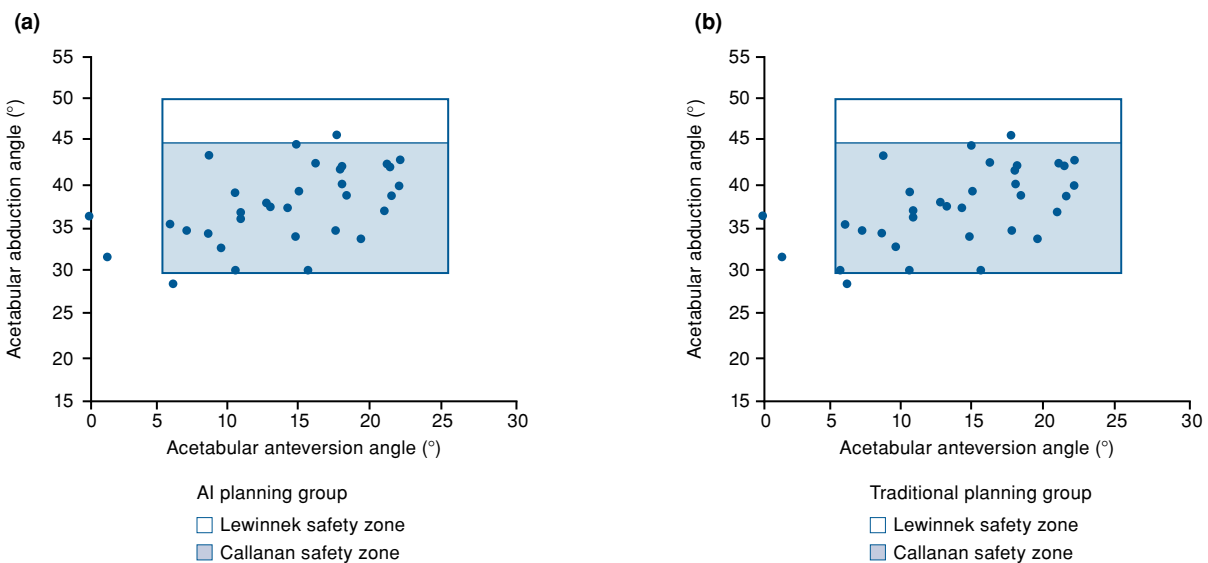 (a)
55
50
45
40
35
30
25
20
15
Acetabular abduction angle (°)
0 5 10 15 20 25 30
Acetabular anteversion angle (°)
AI planning group
Lewinnek safety zone
Callanan safety zone
(b)
55
50
45
40
35
30
25
20
15
Acetabular abduction angle (°)
0 5 10 15 20 25 30
Acetabular anteversion angle (°)
Traditional planning group
Lewinnek safety zone
Callanan safety zone